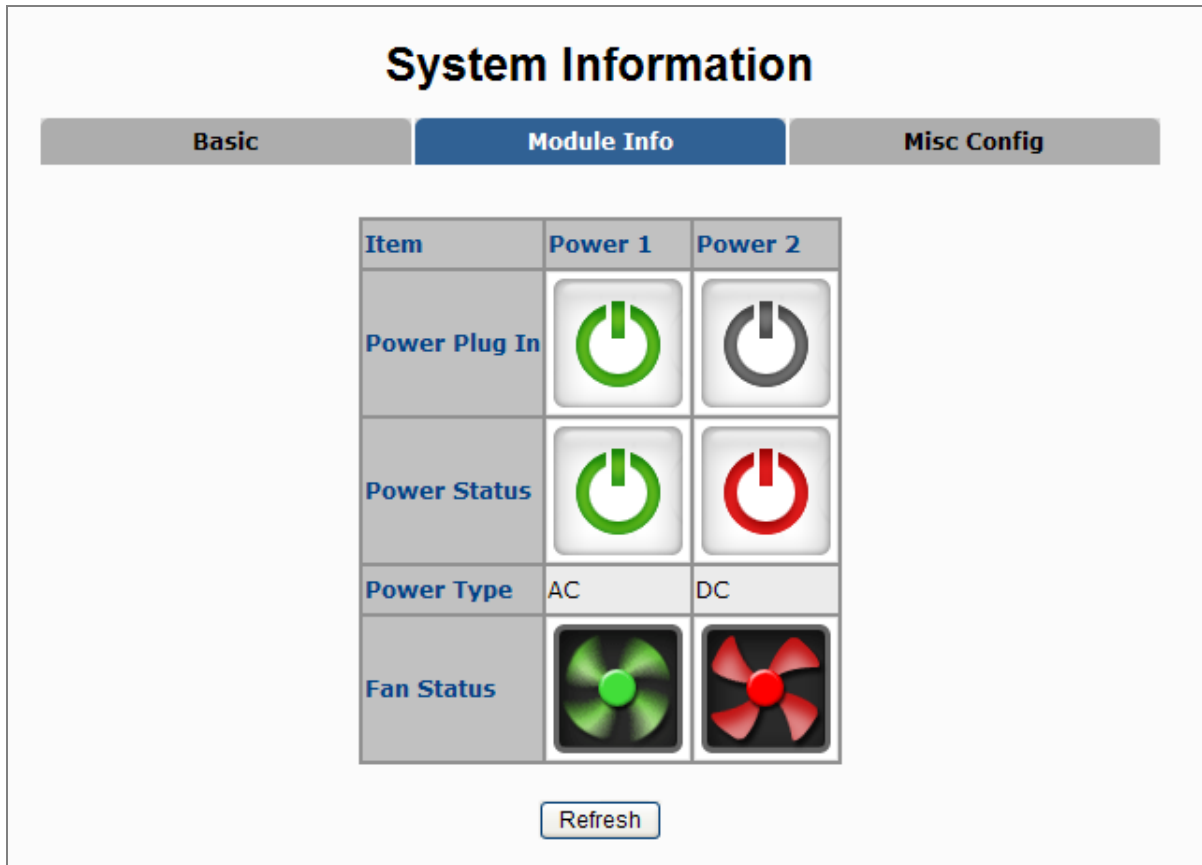 System Information
Basic Module Info Misc Config
Item Power 1 Power 2
Power Plug In
Power Status
Power Type AC DC
Fan Status
Refresh